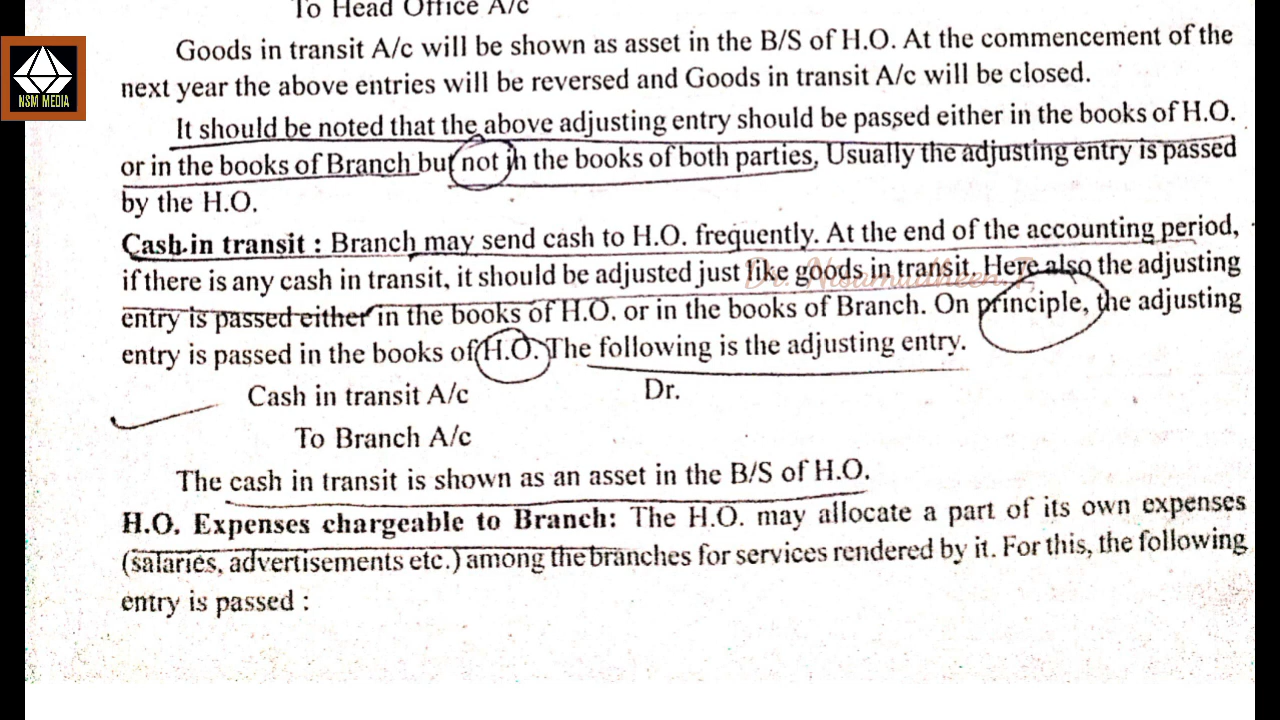 To Head Office A/c
Goods in transit A/c will be shown as asset in the B/S of H.O. At the commencement of the
next year the above entries will be reversed and Goods in transit A/c will be closed.
It should be noted that the above adjusting entry should be passed either in the books of H.O.
or in the books of Branch but not in the books of both parties. Usually the adjusting entry is passed
by the H.O.
Cash in transit : Branch may send cash to H.O. frequently. At the end of the accounting period,
if there is any cash in transit, it should be adjusted just like goods in transit. Here also the adjusting
entry is passed either in the books of H.O. or in the books of Branch. On principle, the adjusting
entry is passed in the books of H.O. The following is the adjusting entry.
Cash in transit A/c Dr.
To Branch A/c
The cash in transit is shown as an asset in the B/S of H.O.
H.O. Expenses chargeable to Branch: The H.O. may allocate a part of its own expenses
(salaries, advertisements etc.) among the branches for services rendered by it. For this, the following
entry is passed :
NSM MEDIA